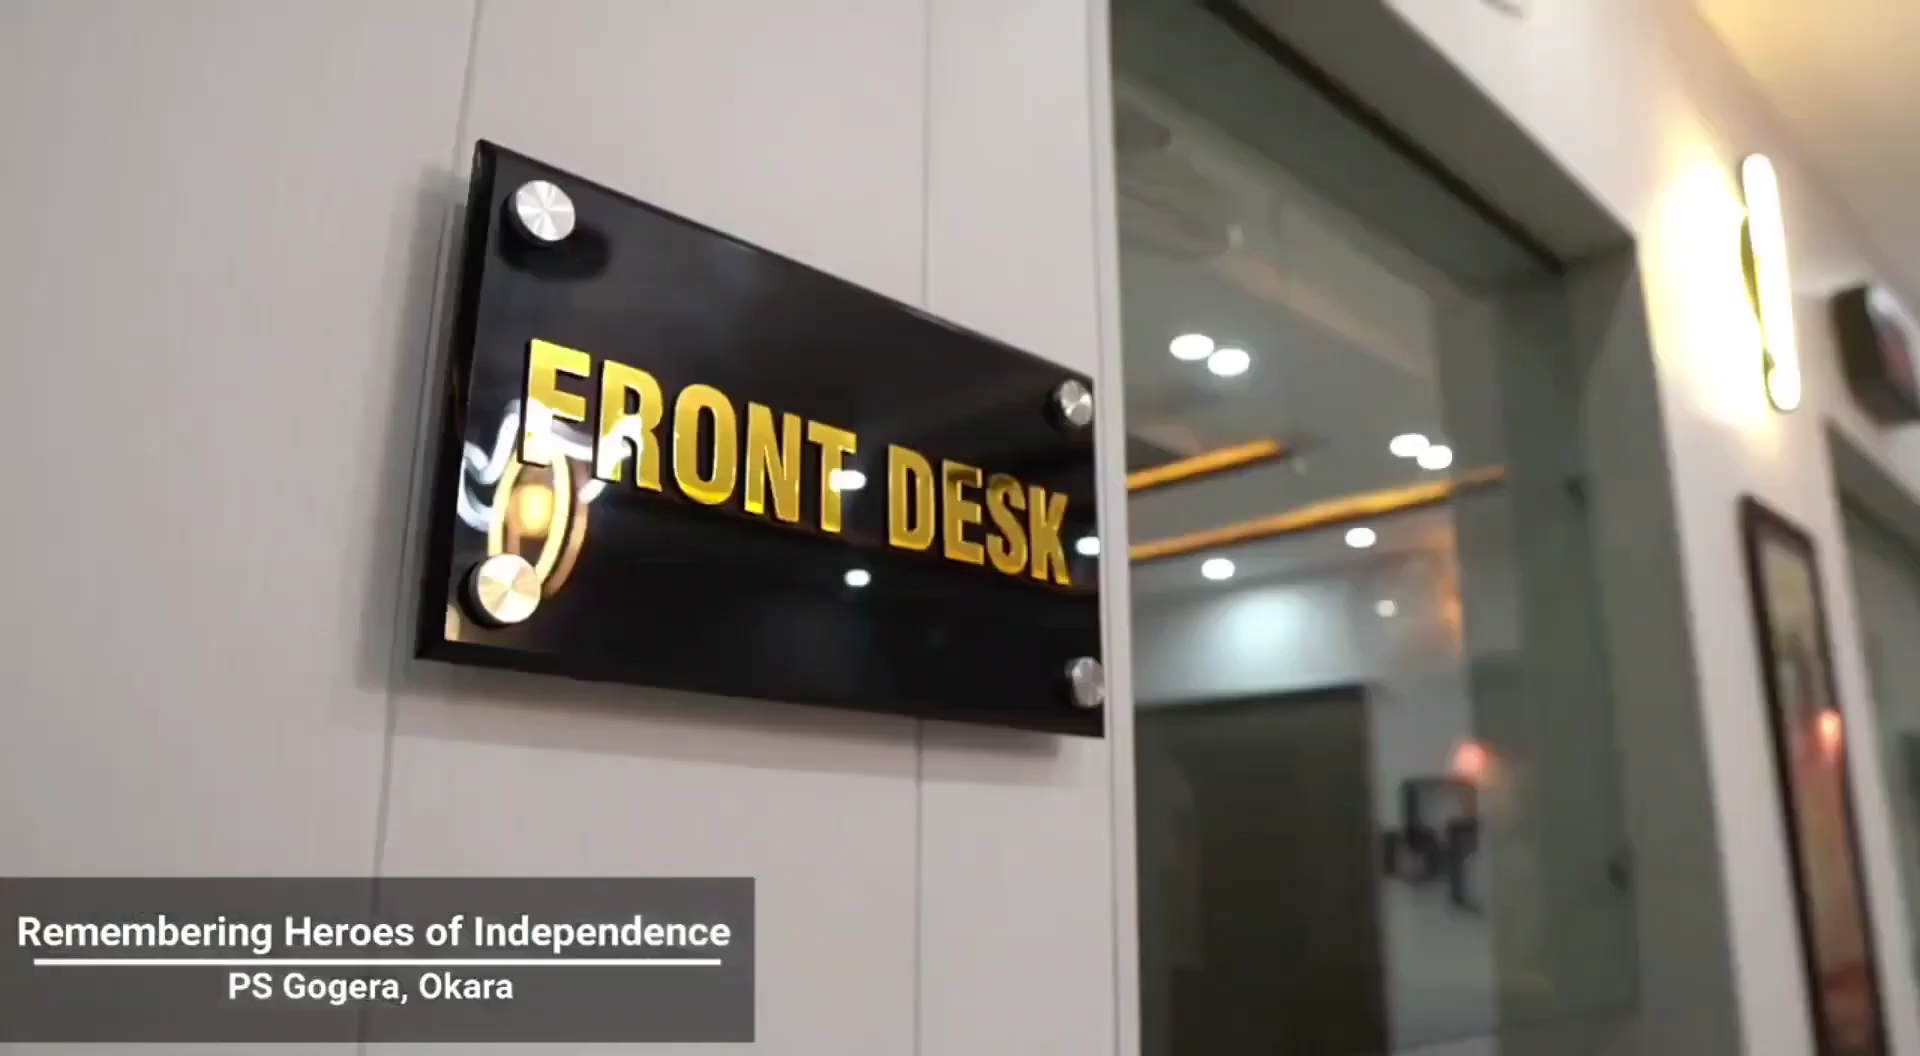 FRONT DESK
Remembering Heroes of Independence
PS Gogera, Okara